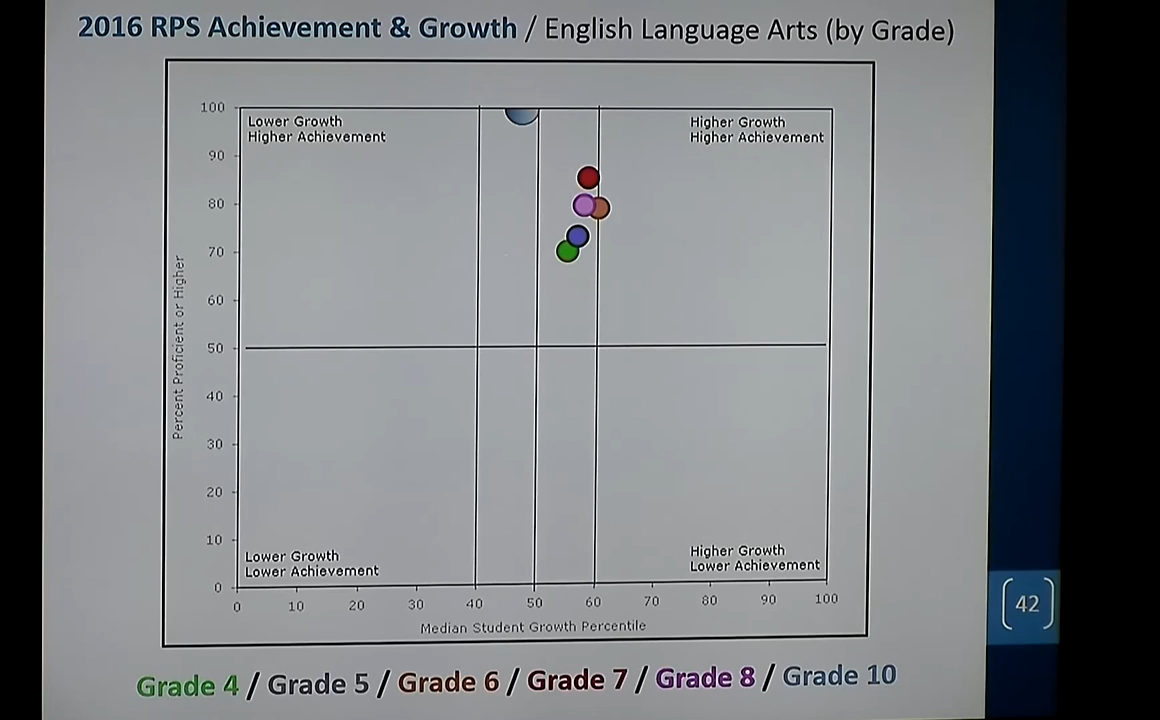 2016 RPS Achievement & Growth / English Language Arts (by Grade)
100
Lower Growth
Higher Achievement
Higher Growth
Higher Achievement
90
80
70
60
50
40
30
20
10
0
Percent Proficient or Higher
Lower Growth
Lower Achievement
Higher Growth
Lower Achievement
0 10 20 30 40 50 60 70 80 90 100
Median Student Growth Percentile
42
Grade 4 / Grade 5 / Grade 6 / Grade 7 / Grade 8 / Grade 10